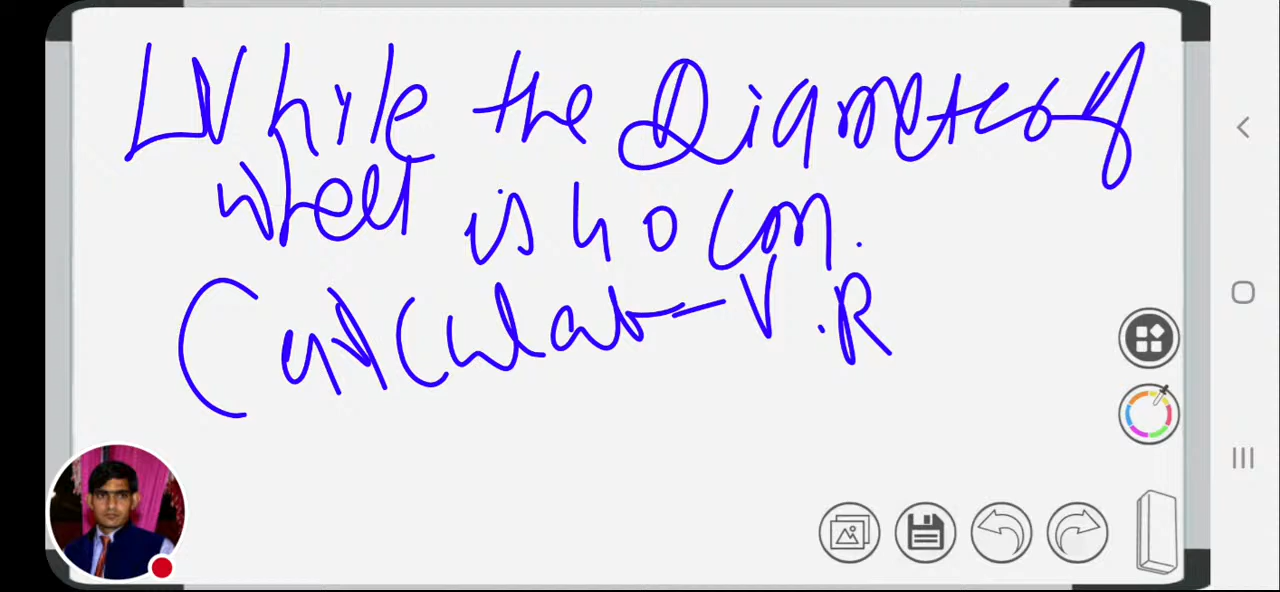 While the Diameter of
wheel is 40 cm.
Calculate V.R